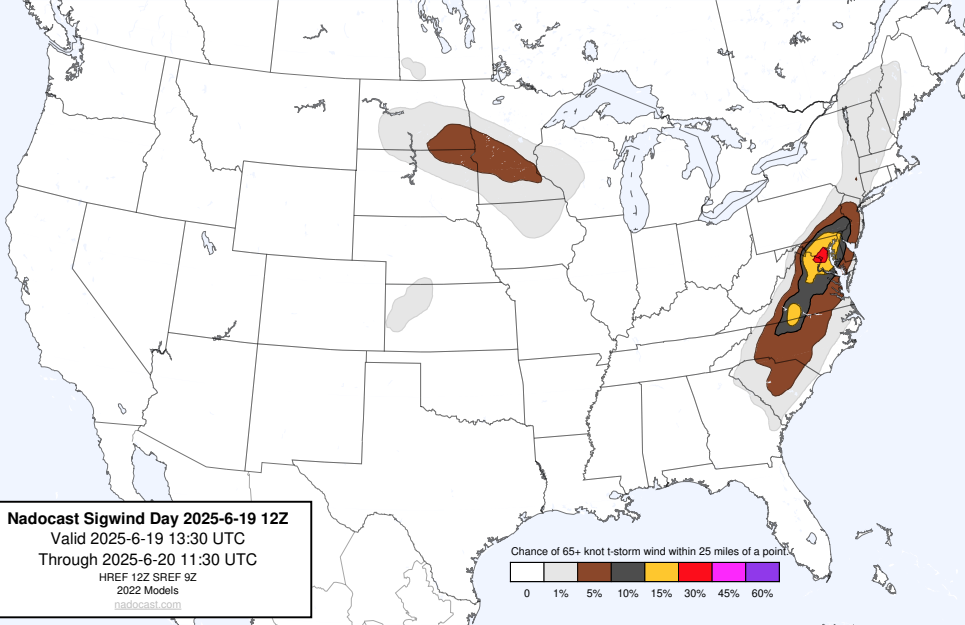 Nadocast Sigwind Day 2025-6-19 12Z
Valid 2025-6-19 13:30 UTC
Through 2025-6-20 11:30 UTC
HREF 12Z SREF 9Z
2022 Models
nadocast.com
Chance of 65+ knot t-storm wind within 25 miles of a point.
0 1% 5% 10% 15% 30% 45% 60%